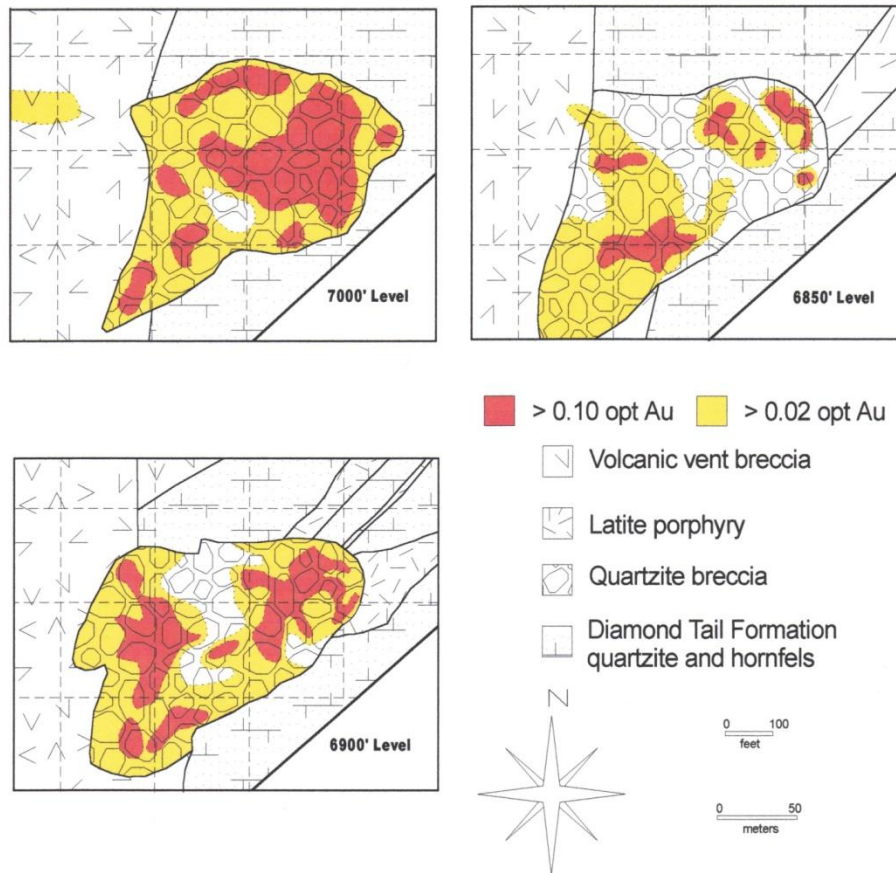 7000' Level
6850' Level
6900' Level
> 0.10 opt Au
> 0.02 opt Au
Volcanic vent breccia
Latite porphyry
Quartzite breccia
Diamond Tail Formation
quartzite and hornfels
N
0 100
feet
0 50
meters